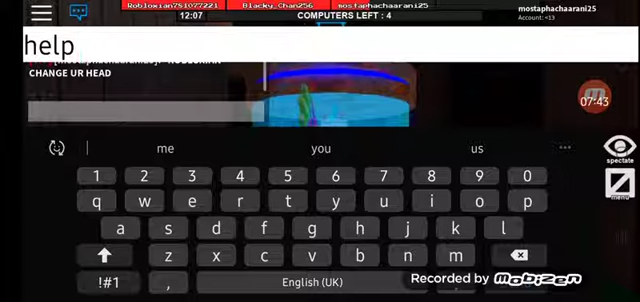 Robloxian781077221 Blacky_Chan256 mostaphachaarani25
mostaphachaarani25
Account: <13
12:07 COMPUTERS LEFT : 4
help
CHANGE UR HEAD
07:43
me you us ...
spectate
menu
1 2 3 4 5 6 7 8 9 0
q w e r t y u i o p
a s d f g h j k l
z x c v b n m
!#1 , English (UK)
Recorded by mobizen